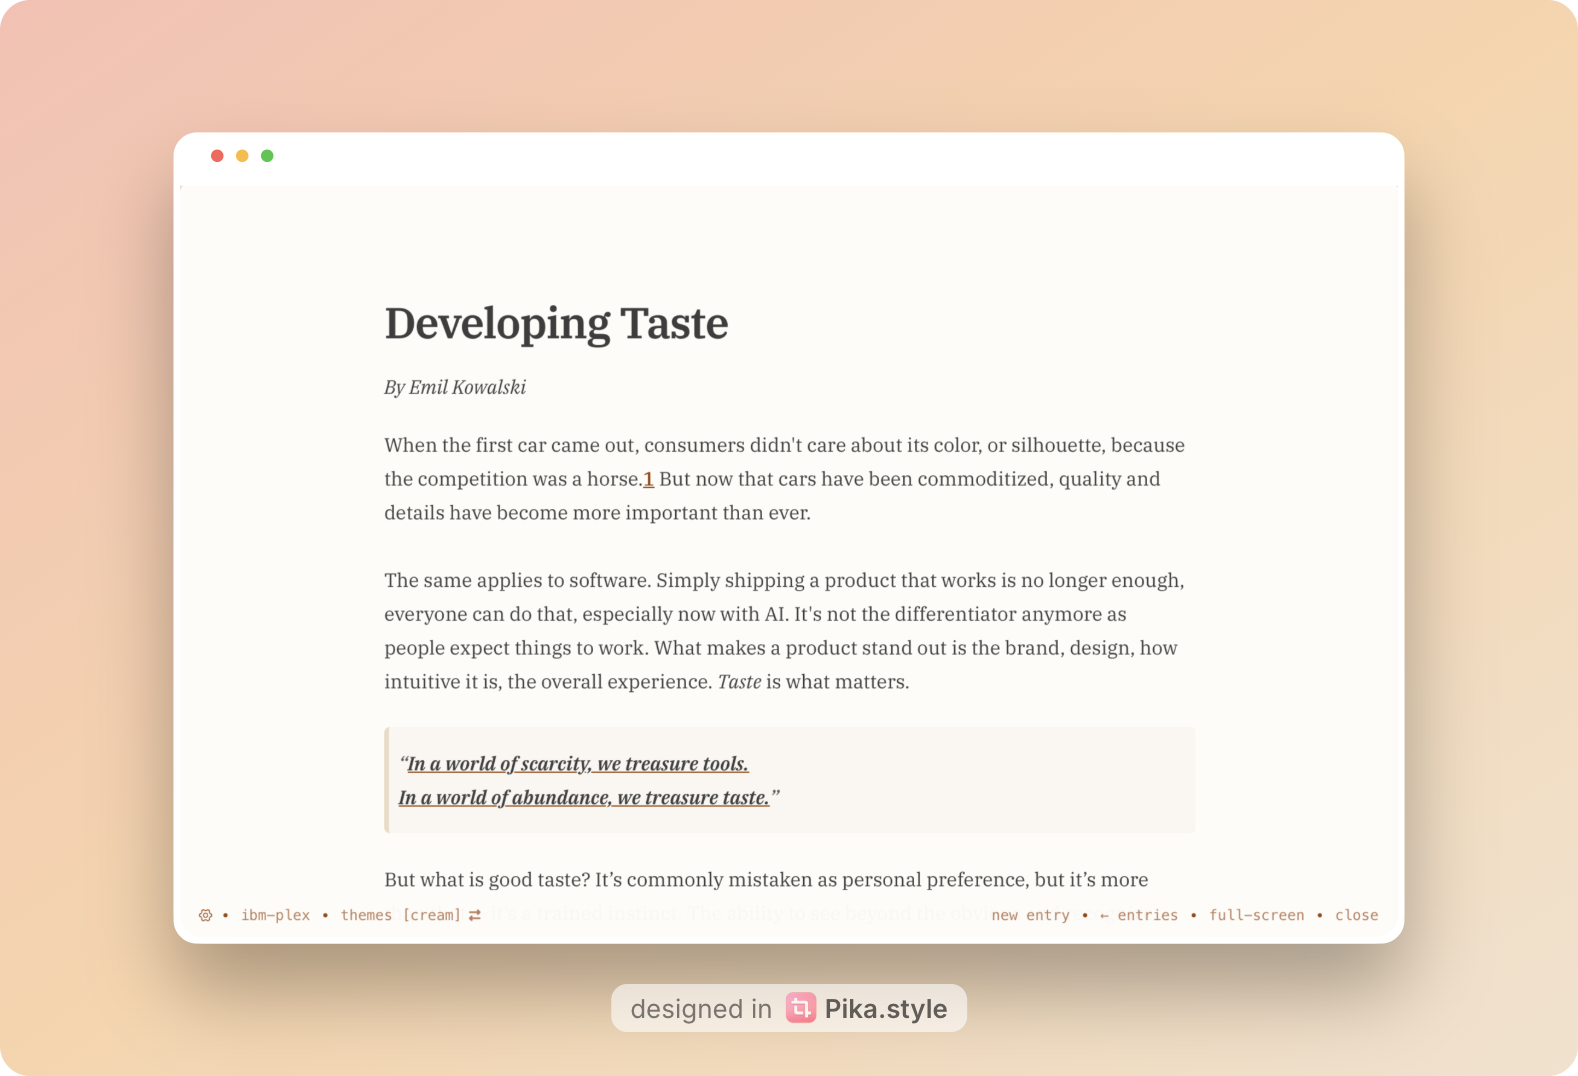 Developing Taste
By Emil Kowalski
When the first car came out, consumers didn't care about its color, or silhouette, because
the competition was a horse.1 But now that cars have been commoditized, quality and
details have become more important than ever.
The same applies to software. Simply shipping a product that works is no longer enough,
everyone can do that, especially now with AI. It's not the differentiator anymore as
people expect things to work. What makes a product stand out is the brand, design, how
intuitive it is, the overall experience. Taste is what matters.
“In a world of scarcity, we treasure tools.
In a world of abundance, we treasure taste.”
But what is good taste? It’s commonly mistaken as personal preference, but it’s more
it’s a trained instinct. The ability to see beyond the
• ibm-plex • themes [cream] ⇄
new entry • ← entries • full-screen • close
designed in Pika.style